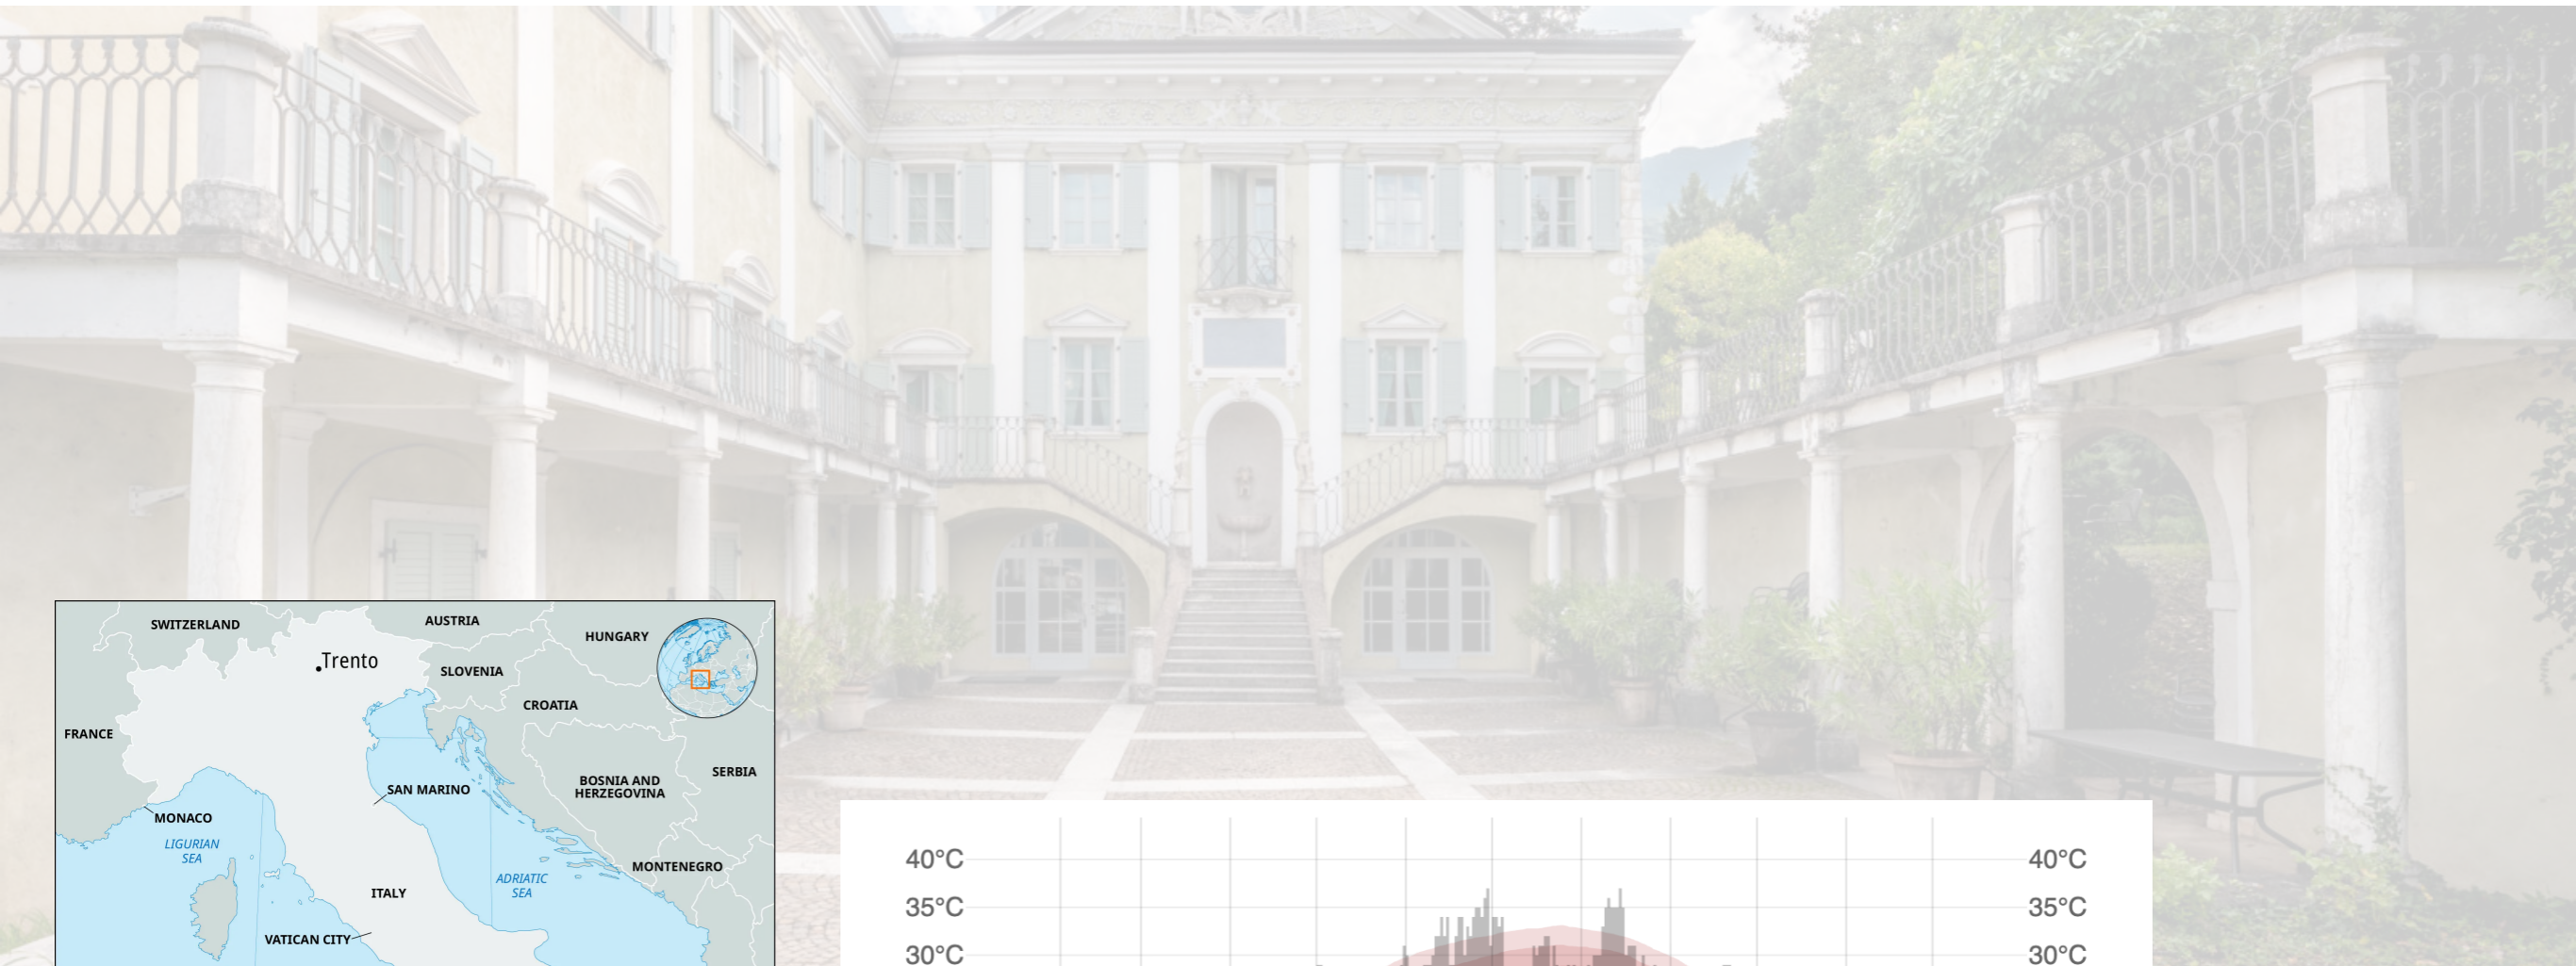 SWITZERLAND
AUSTRIA
HUNGARY
Trento
SLOVENIA
CROATIA
FRANCE
BOSNIA AND
HERZEGOVINA
SERBIA
SAN MARINO
MONACO
LIGURIAN
SEA
MONTENEGRO
ADRIATIC
SEA
ITALY
VATICAN CITY
40°C 40°C
35°C 35°C
30°C 30°C